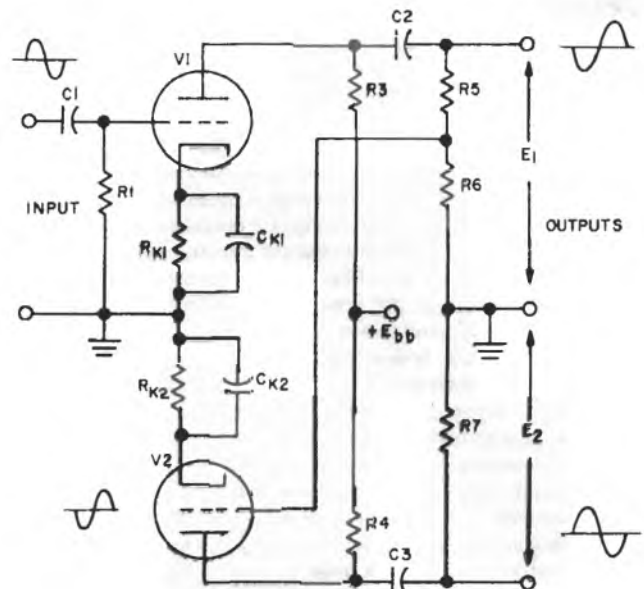 C2
V1
R3
R5
C1
E1
R6
R1
INPUT
OUTPUTS
RK1
CK1
+Ebb
RK2
CK2
R7
E2
V2
R4
C3